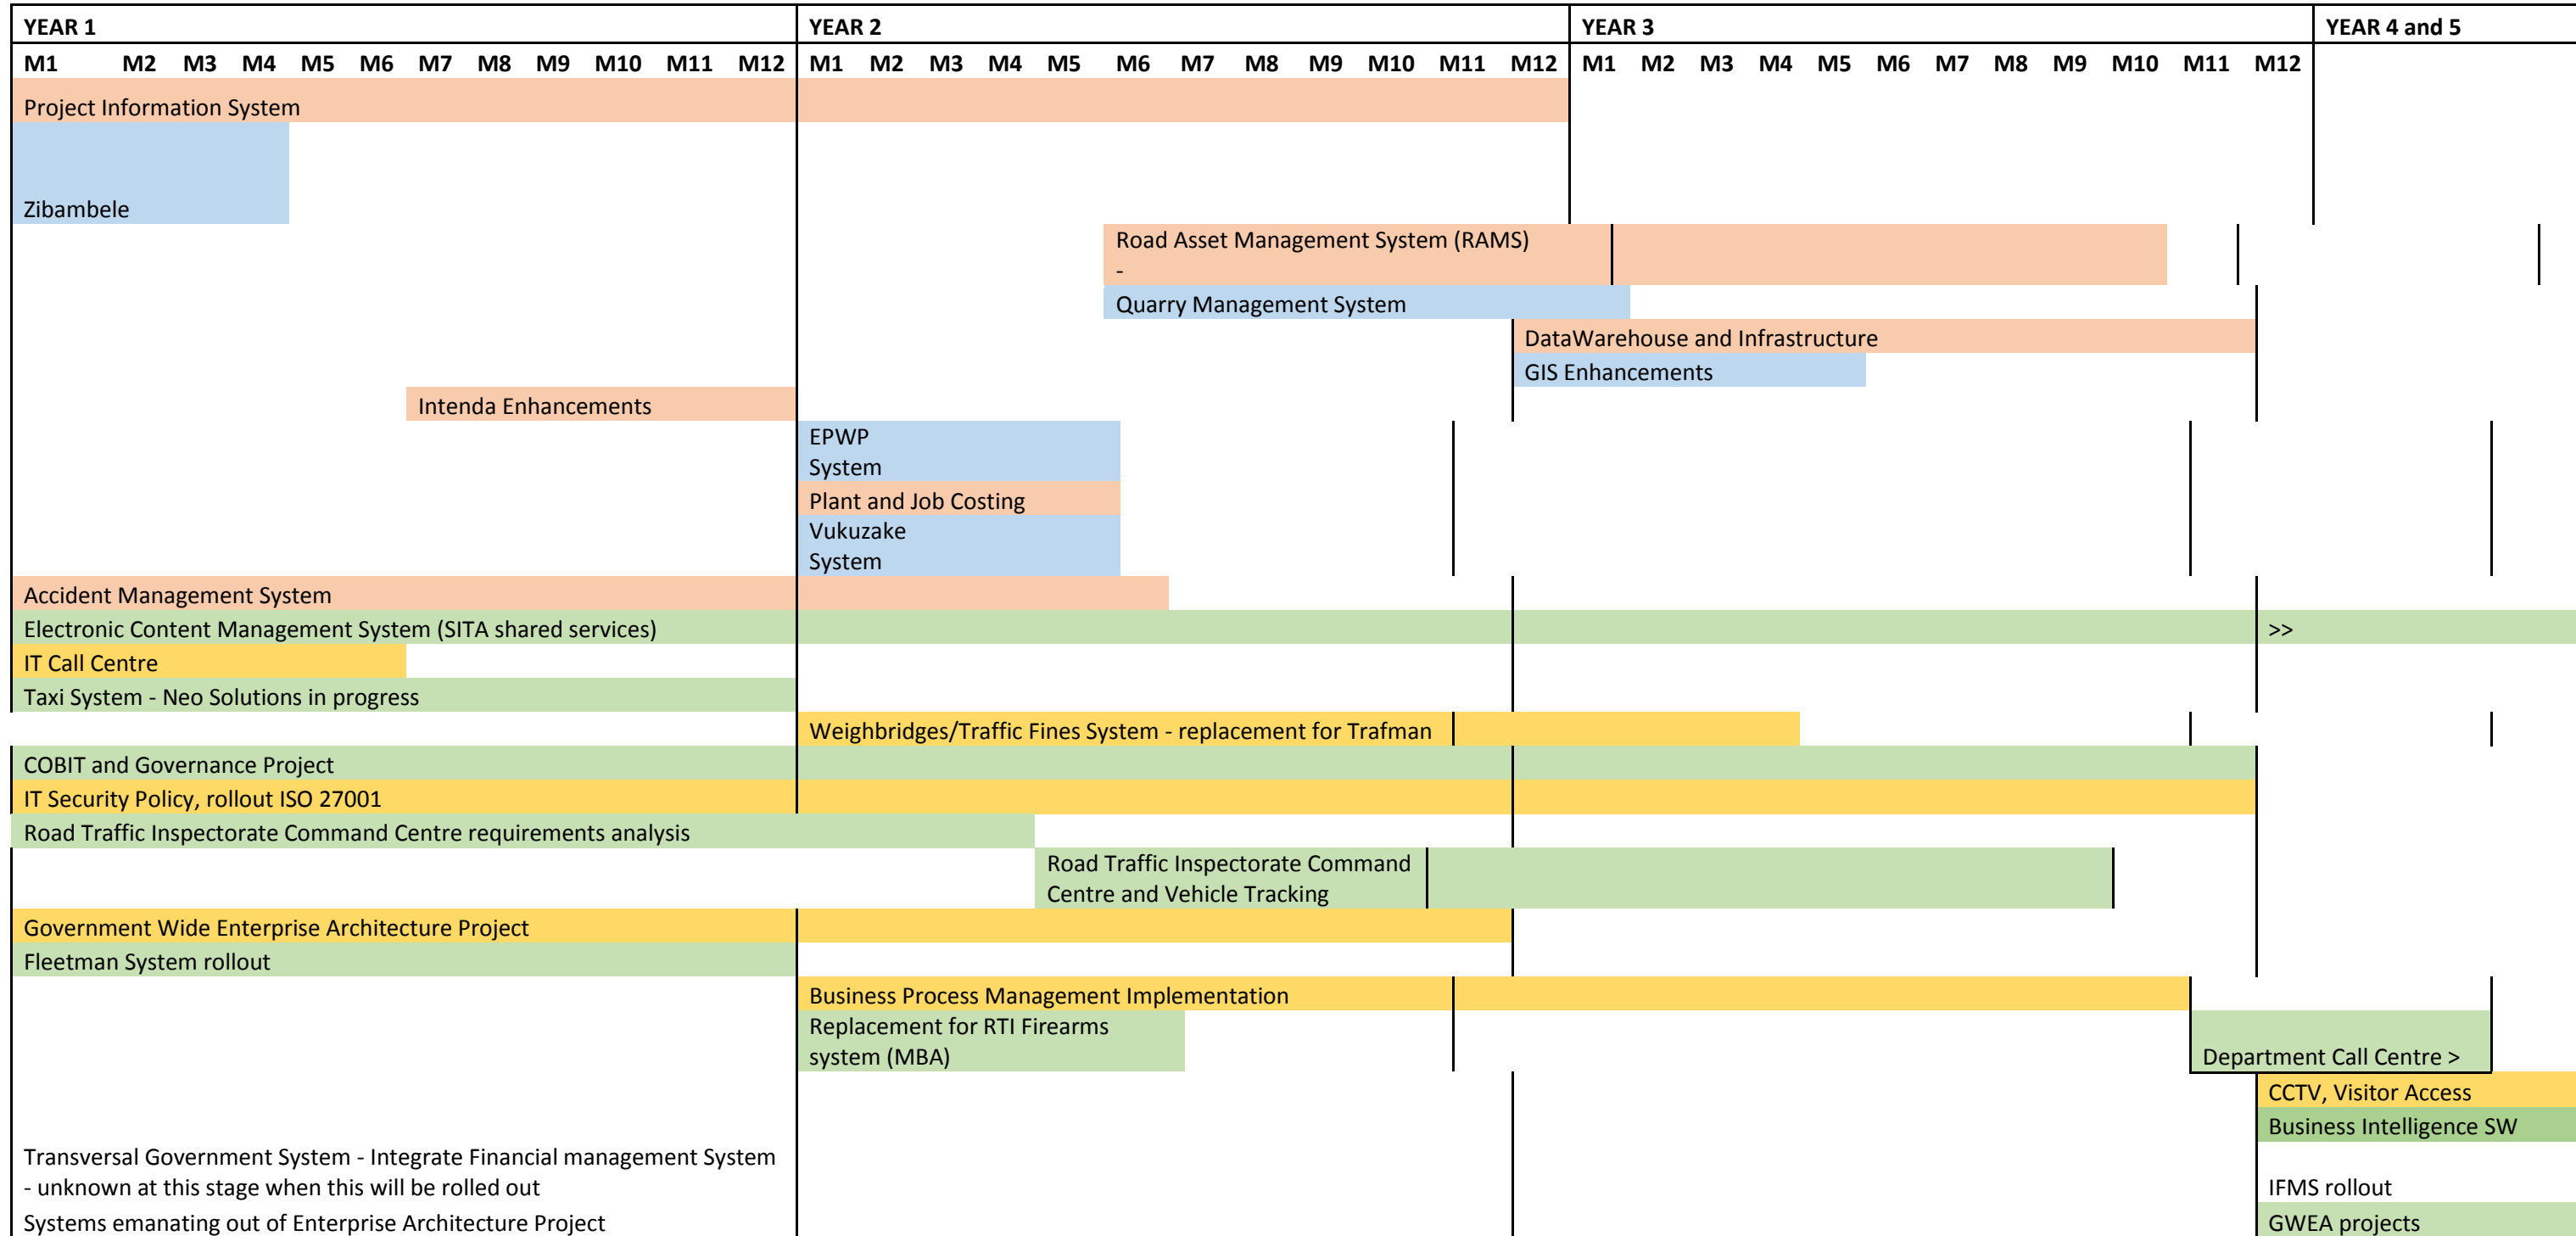 YEAR 1 YEAR 2 YEAR 3 YEAR 4 and 5
M1 M2 M3 M4 M5 M6 M7 M8 M9 M10 M11 M12 M1 M2 M3 M4 M5 M6 M7 M8 M9 M10 M11 M12 M1 M2 M3 M4 M5 M6 M7 M8 M9 M10 M11 M12
Project Information System
Zibambele
Road Asset Management System (RAMS)
-
Quarry Management System
DataWarehouse and Infrastructure
GIS Enhancements
Intenda Enhancements
EPWP
System
Plant and Job Costing
Vukuzake
System
Accident Management System
Electronic Content Management System (SITA shared services) >>
IT Call Centre
Taxi System - Neo Solutions in progress
Weighbridges/Traffic Fines System - replacement for Trafman
COBIT and Governance Project
IT Security Policy, rollout ISO 27001
Road Traffic Inspectorate Command Centre requirements analysis
Road Traffic Inspectorate Command
Centre and Vehicle Tracking
Government Wide Enterprise Architecture Project
Fleetman System rollout
Business Process Management Implementation
Replacement for RTI Firearms
system (MBA)
Department Call Centre >
CCTV, Visitor Access
Business Intelligence SW
Transversal Government System - Integrate Financial management System
- unknown at this stage when this will be rolled out
IFMS rollout
Systems emanating out of Enterprise Architecture Project
GWEA projects